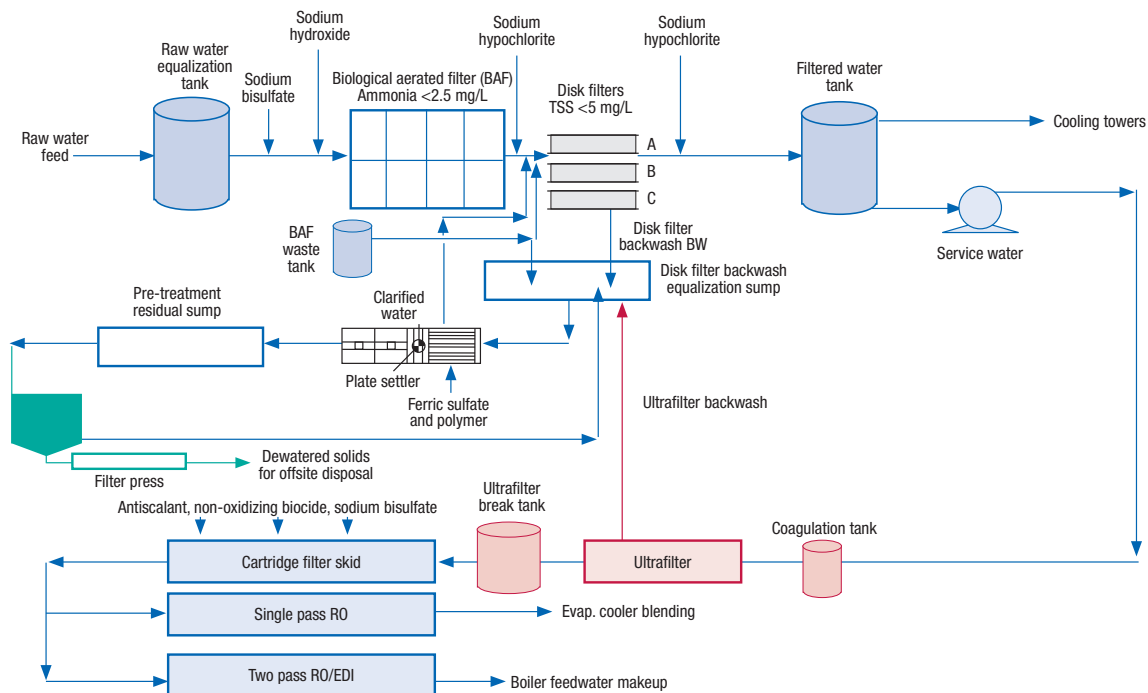 Raw water
equalization
tank
Sodium
bisulfate
Sodium
hydroxide
Biological aerated filter (BAF)
Ammonia <2.5 mg/L
Sodium
hypochlorite
Disk filters
TSS <5 mg/L
Sodium
hypochlorite
Filtered water
tank
Cooling towers
Raw water
feed
A
B
C
BAF
waste
tank
Disk filter
backwash BW
Service water
Disk filter backwash
equalization sump
Pre-treatment
residual sump
Clarified
water
Plate settler
Ferric sulfate
and polymer
Ultrafilter backwash
Dewatered solids
for offsite disposal
Filter press
Antiscalant, non-oxidizing biocide, sodium bisulfate
Ultrafilter
break tank
Coagulation tank
Cartridge filter skid
Ultrafilter
Single pass RO
Evap. cooler blending
Two pass RO/EDI
Boiler feedwater makeup